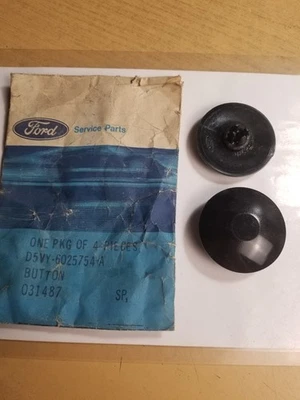 Ford Service Parts
ONE PKG OF 4 PIECES
D5VY-6025754-A
BUTTON
031487 SP